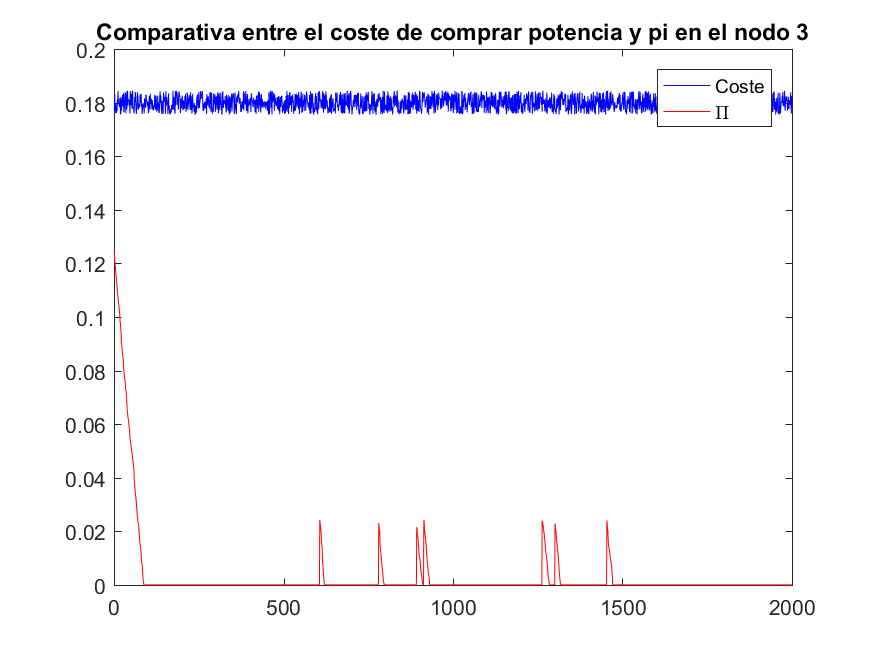 Comparativa entre el coste de comprar potencia y pi en el nodo 3
0.2
0.18
0.16
0.14
0.12
0.1
0.08
0.06
0.04
0.02
0
Coste
Π
0 500 1000 1500 2000